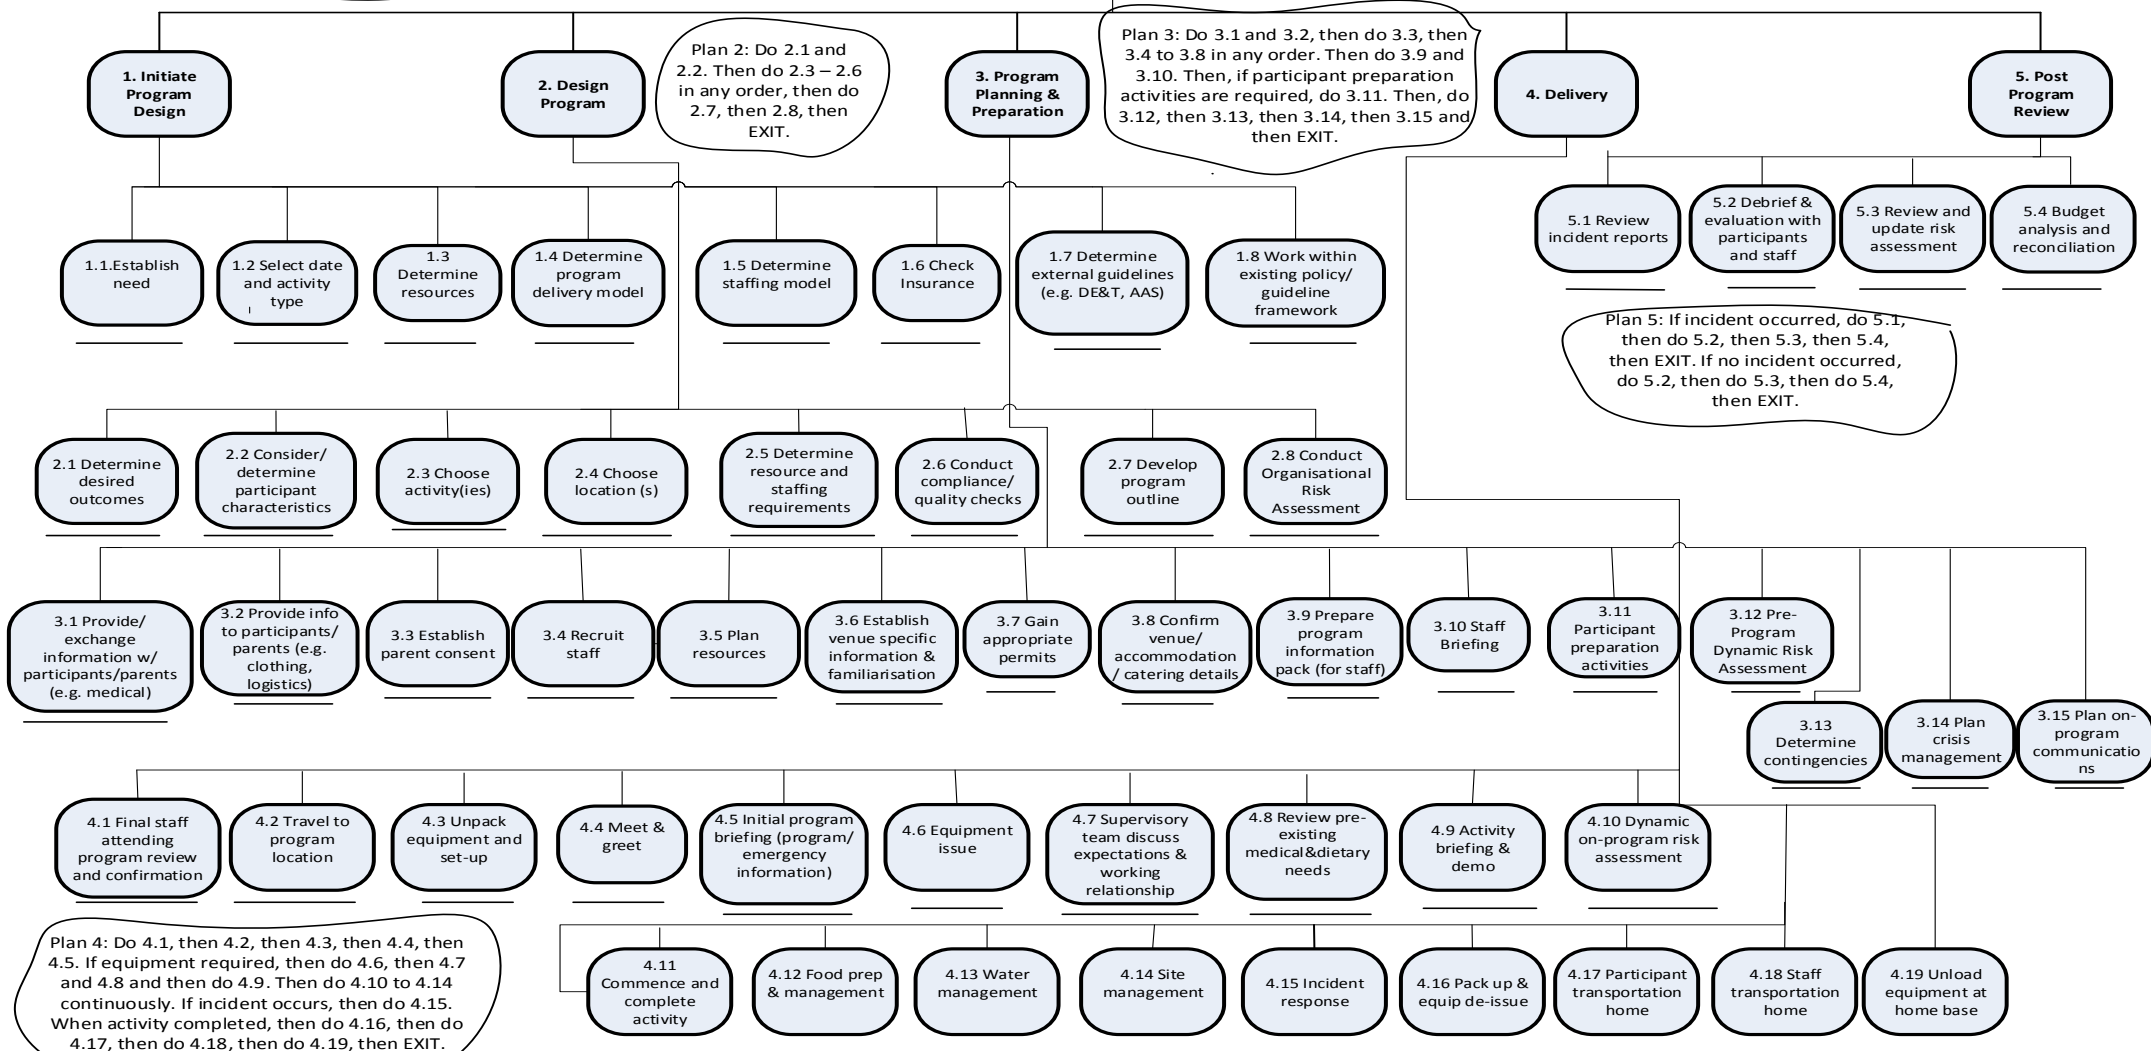 1. Initiate
Program
Design
2. Design
Program
Plan 2: Do 2.1 and
2.2. Then do 2.3 – 2.6
in any order, then do
2.7, then 2.8, then
EXIT.
3. Program
Planning &
Preparation
Plan 3: Do 3.1 and 3.2, then do 3.3, then
3.4 to 3.8 in any order. Then do 3.9 and
3.10. Then, if participant preparation
activities are required, do 3.11. Then, do
3.12, then 3.13, then 3.14, then 3.15 and
then EXIT.
4. Delivery
5. Post
Program
Review
1.1.Establish
need
1.2 Select date
and activity
type
1.3
Determine
resources
1.4 Determine
program
delivery model
1.5 Determine
staffing model
1.6 Check
Insurance
1.7 Determine
external guidelines
(e.g. DE&T, AAS)
1.8 Work within
existing policy/
guideline
framework
5.1 Review
incident reports
5.2 Debrief &
evaluation with
participants
and staff
5.3 Review and
update risk
assessment
5.4 Budget
analysis and
reconciliation
Plan 5: If incident occurred, do 5.1,
then do 5.2, then 5.3, then 5.4,
then EXIT. If no incident occurred,
do 5.2, then do 5.3, then do 5.4,
then EXIT.
2.1 Determine
desired
outcomes
2.2 Consider/
determine
participant
characteristics
2.3 Choose
activity(ies)
2.4 Choose
location (s)
2.5 Determine
resource and
staffing
requirements
2.6 Conduct
compliance/
quality checks
2.7 Develop
program
outline
2.8 Conduct
Organisational
Risk
Assessment
3.1 Provide/
exchange
information w/
participants/parents
(e.g. medical)
3.2 Provide info
to participants/
parents (e.g.
clothing,
logistics)
3.3 Establish
parent consent
3.4 Recruit
staff
3.5 Plan
resources
3.6 Establish
venue specific
information &
familiarisation
3.7 Gain
appropriate
permits
3.8 Confirm
venue/
accommodation
/ catering details
3.9 Prepare
program
information
pack (for staff)
3.10 Staff
Briefing
3.11
Participant
preparation
activities
3.12 Pre-
Program
Dynamic Risk
Assessment
3.13
Determine
contingencies
3.14 Plan
crisis
management
3.15 Plan on-
program
communicatio
ns
4.1 Final staff
attending
program review
and confirmation
4.2 Travel to
program
location
4.3 Unpack
equipment and
set-up
4.4 Meet &
greet
4.5 Initial program
briefing (program/
emergency
information)
4.6 Equipment
issue
4.7 Supervisory
team discuss
expectations &
working
relationship
4.8 Review pre-
existing
medical&dietary
needs
4.9 Activity
briefing &
demo
4.10 Dynamic
on-program risk
assessment
Plan 4: Do 4.1, then 4.2, then 4.3, then 4.4, then
4.5. If equipment required, then do 4.6, then 4.7
and 4.8 and then do 4.9. Then do 4.10 to 4.14
continuously. If incident occurs, then do 4.15.
When activity completed, then do 4.16, then do
4.17, then do 4.18, then do 4.19, then EXIT.
4.11
Commence and
complete
activity
4.12 Food prep
& management
4.13 Water
management
4.14 Site
management
4.15 Incident
response
4.16 Pack up &
equip de-issue
4.17 Participant
transportation
home
4.18 Staff
transportation
home
4.19 Unload
equipment at
home base